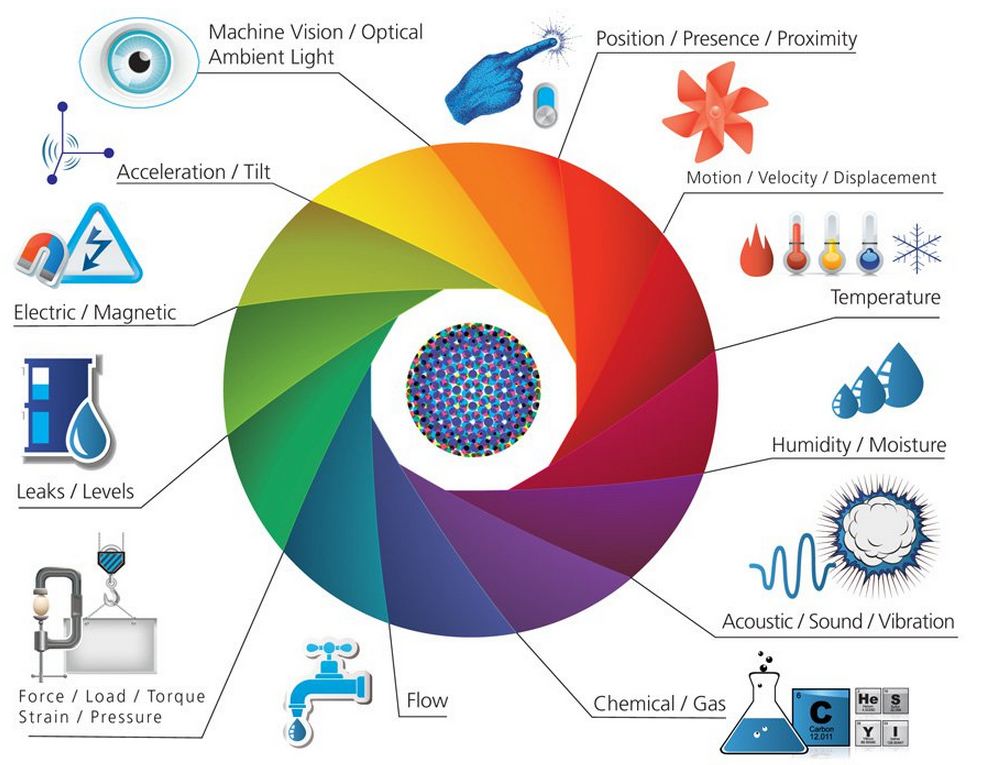 Machine Vision / Optical
Ambient Light
Position / Presence / Proximity
Acceleration / Tilt
Motion / Velocity / Displacement
Electric / Magnetic
Temperature
Humidity / Moisture
Leaks / Levels
Acoustic / Sound / Vibration
Force / Load / Torque
Strain / Pressure
Flow
Chemical / Gas
6
C
Carbon
12.011
He
S
Y
I